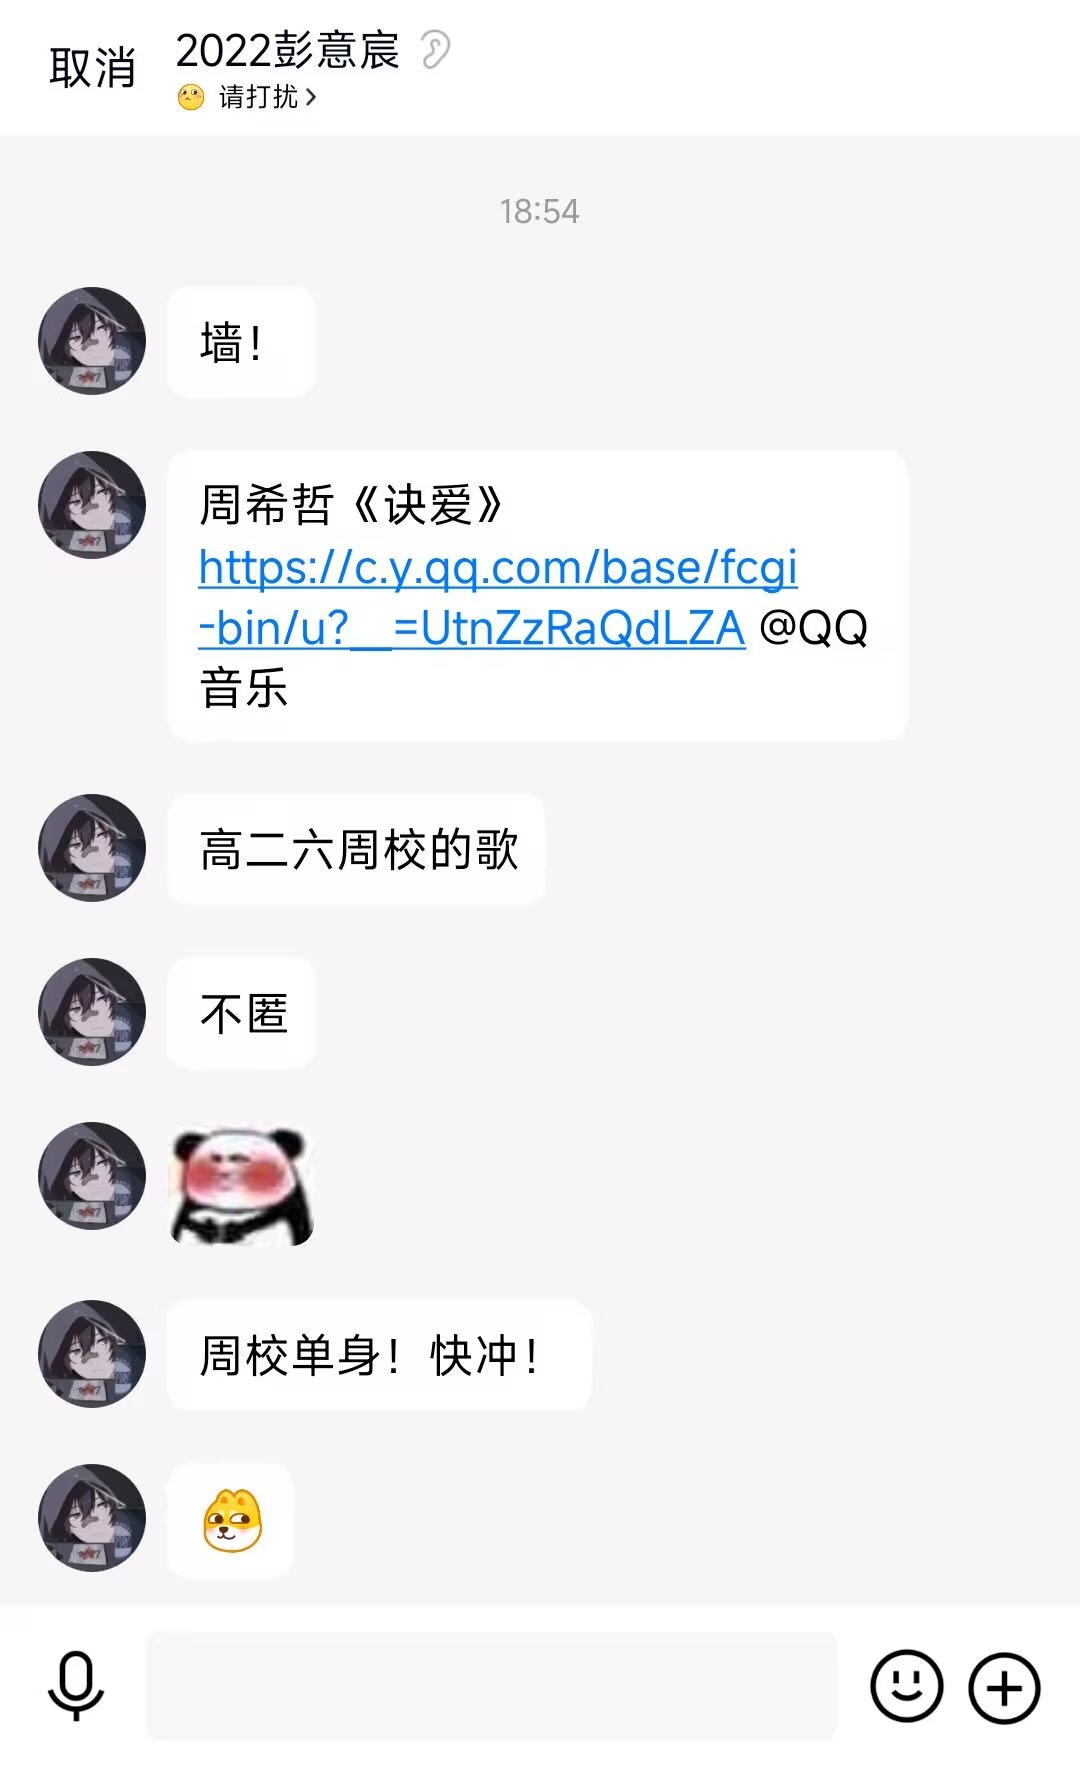 取消
2022彭意宸
请打扰
18:54
墙！
周希哲《诀爱》
https://c.y.qq.com/base/fcgi
-bin/u?__=UtnZzRaQdLZA @QQ
音乐
高二六周校的歌
不匿
周校单身！快冲！